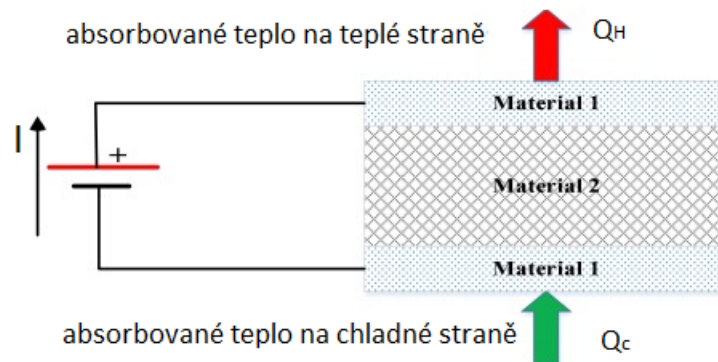 absorbované teplo na teplé straně
QH
Material 1
I
+
Material 2
Material 1
absorbované teplo na chladné straně
Qc